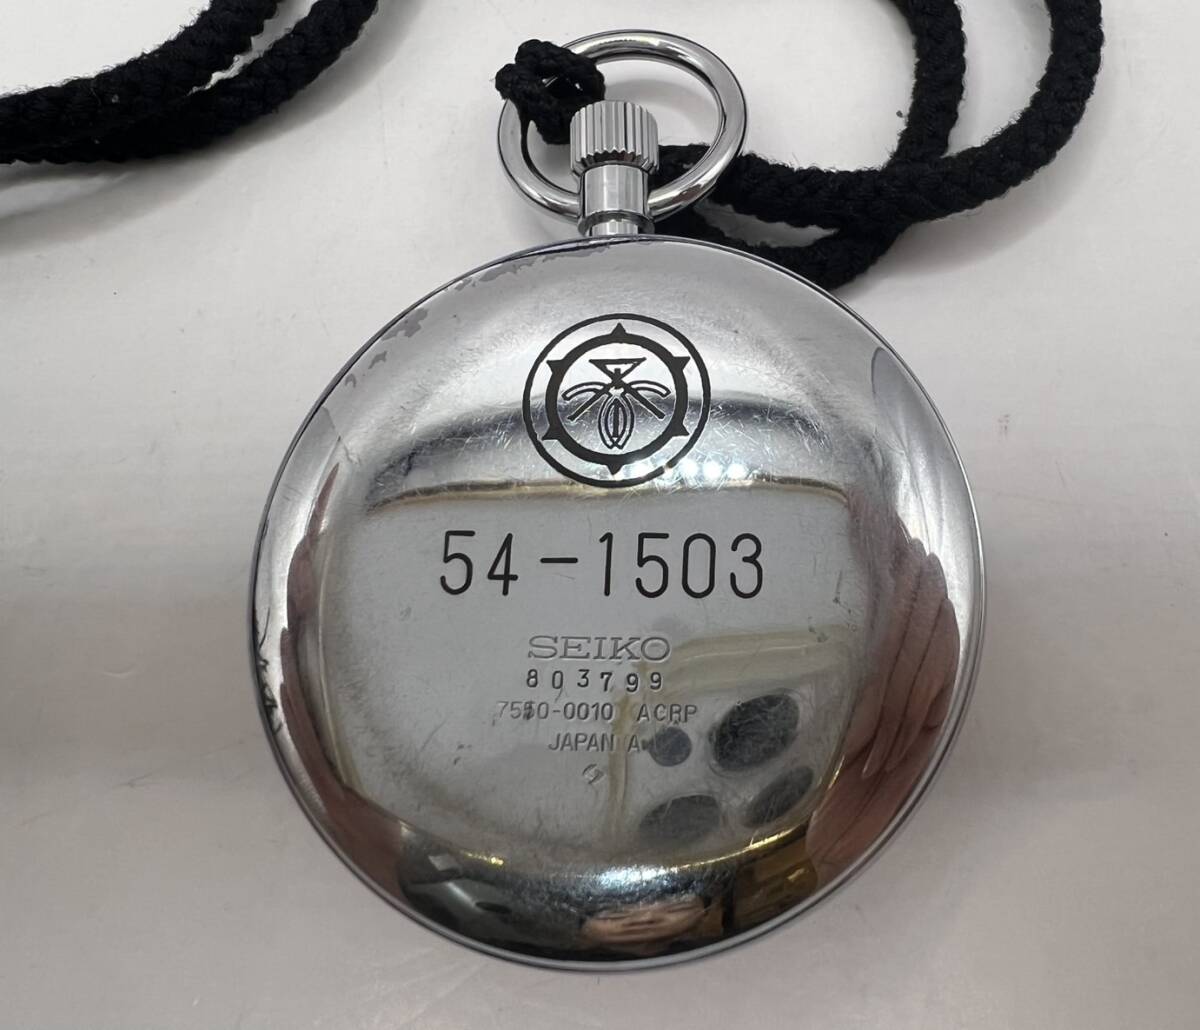 54-1503
SEIKO
803799
7550-0010 ACRP
JAPAN A